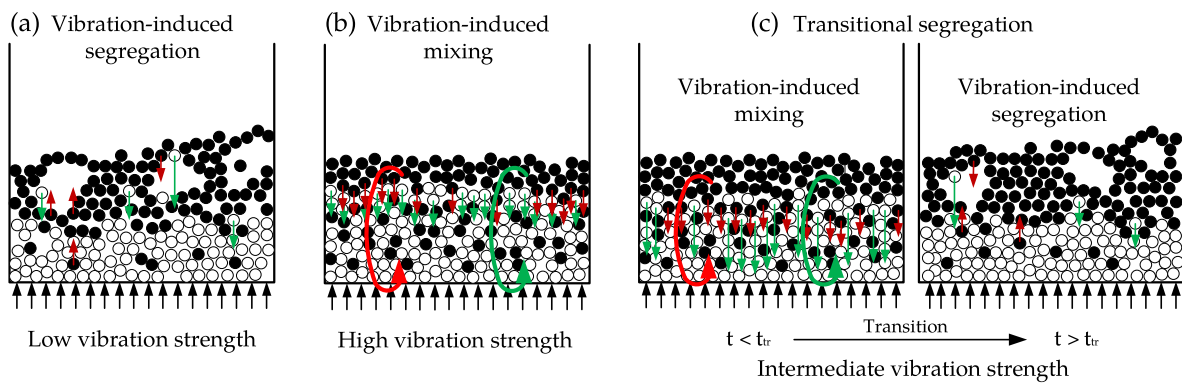 (a) Vibration-induced
segregation
(b) Vibration-induced
mixing
(c) Transitional segregation
Vibration-induced
mixing
Vibration-induced
segregation
Low vibration strength
High vibration strength
t < ttr
Transition
t > ttr
Intermediate vibration strength